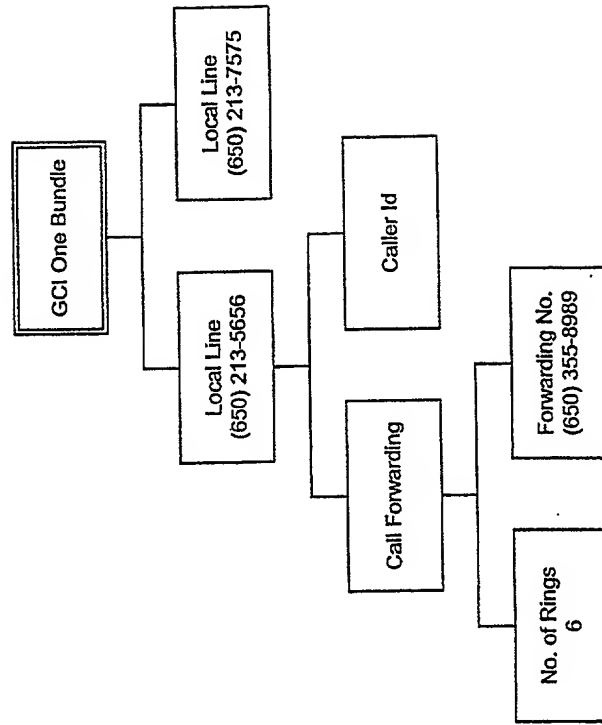 GCI One Bundle
Local Line
(650) 213-5656
Local Line
(650) 213-7575
Call Forwarding
Caller Id
No. of Rings
6
Forwarding No.
(650) 355-8989